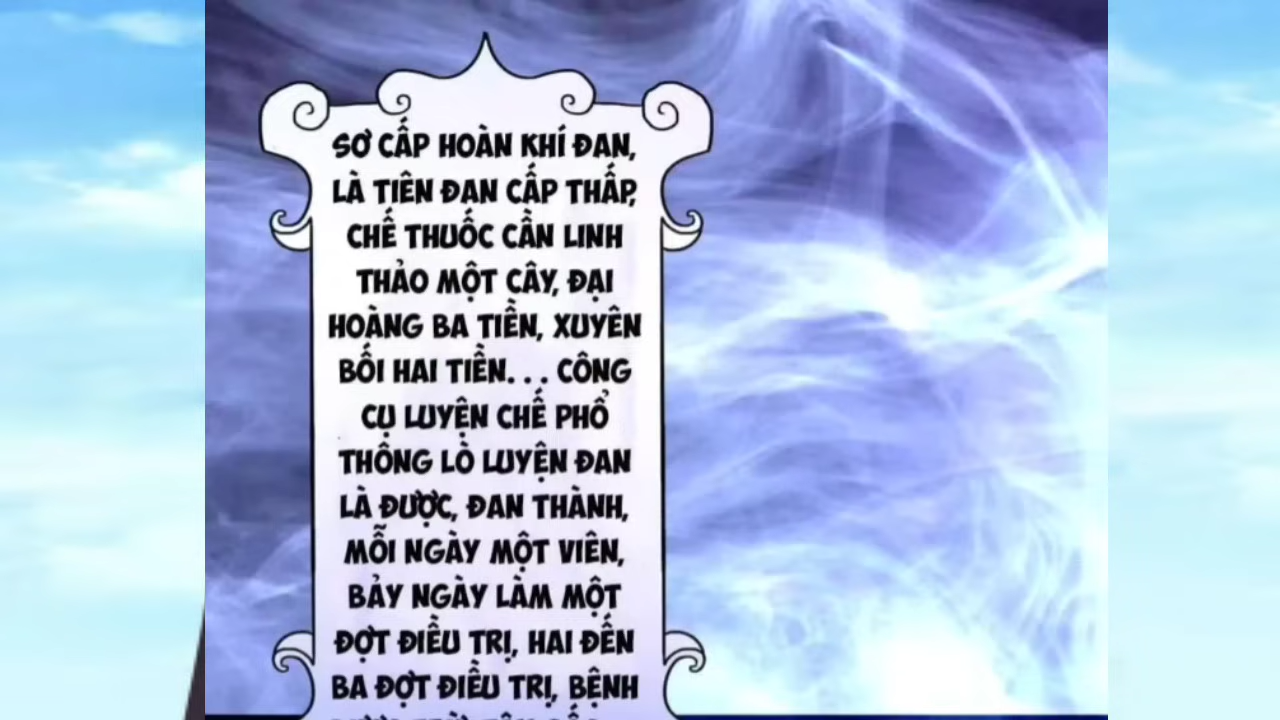 SƠ CẤP HOÀN KHÍ ĐAN,
LÀ TIÊN ĐAN CẤP THẤP,
CHẾ THUỐC CẦN LINH
THẢO MỘT CÂY, ĐẠI
HOÀNG BA TIỀN, XUYÊN
BỐI HAI TIỀN... CÔNG
CỤ LUYỆN CHẾ PHỔ
THÔNG LÒ LUYỆN ĐAN
LÀ ĐƯỢC, ĐAN THÀNH,
MỖI NGÀY MỘT VIÊN,
BẢY NGÀY LÀM MỘT
ĐỢT ĐIỀU TRỊ, HAI ĐẾN
BA ĐỢT ĐIỀU TRỊ, BỆNH